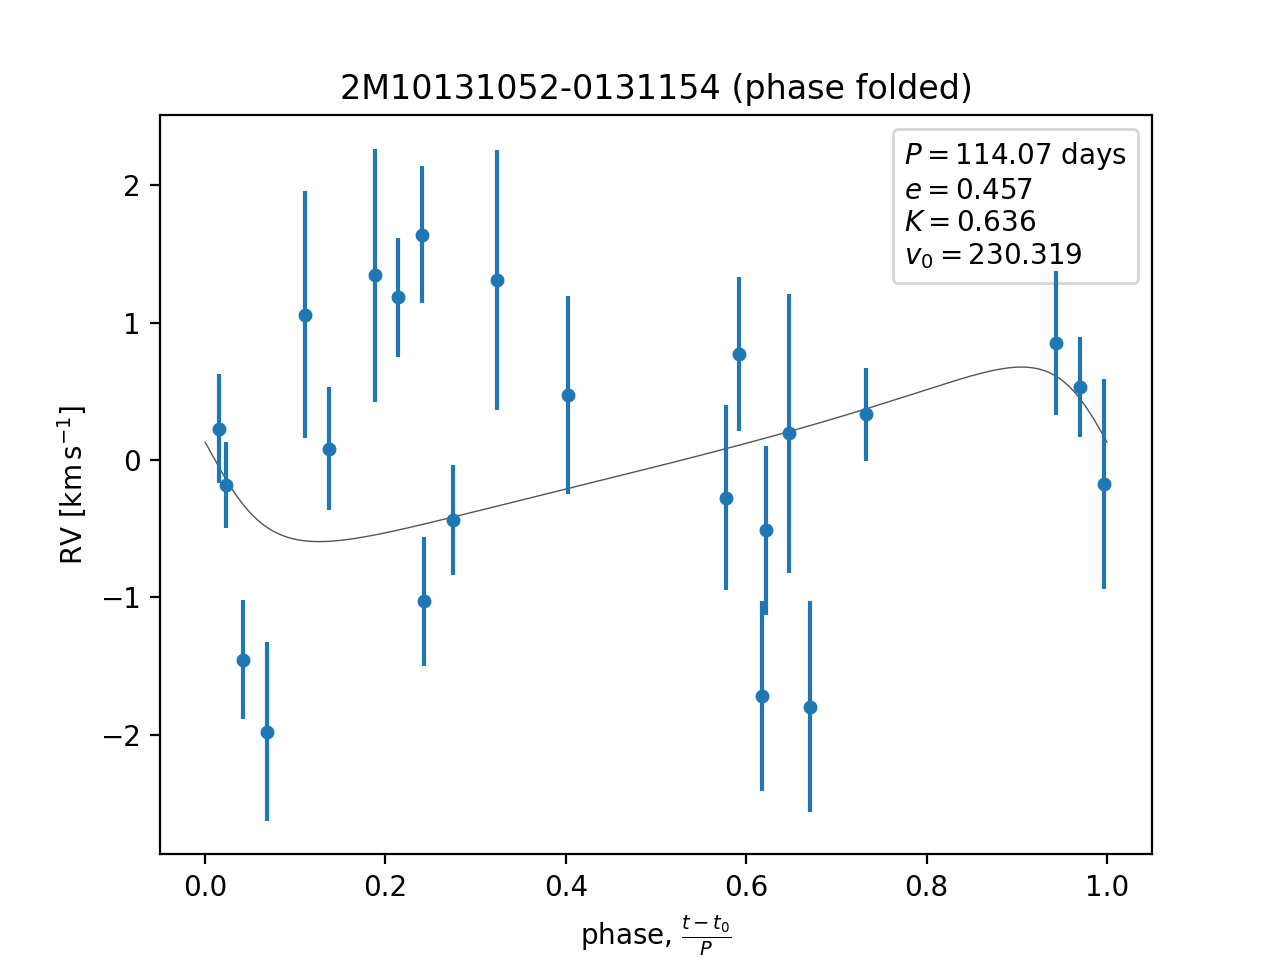 2M10131052-0131154 (phase folded)
P = 114.07 days
e = 0.457
K = 0.636
v₀ = 230.319
2
1
0
−1
−2
RV [km s⁻¹]
0.0 0.2 0.4 0.6 0.8 1.0
phase, (t − t₀)/P